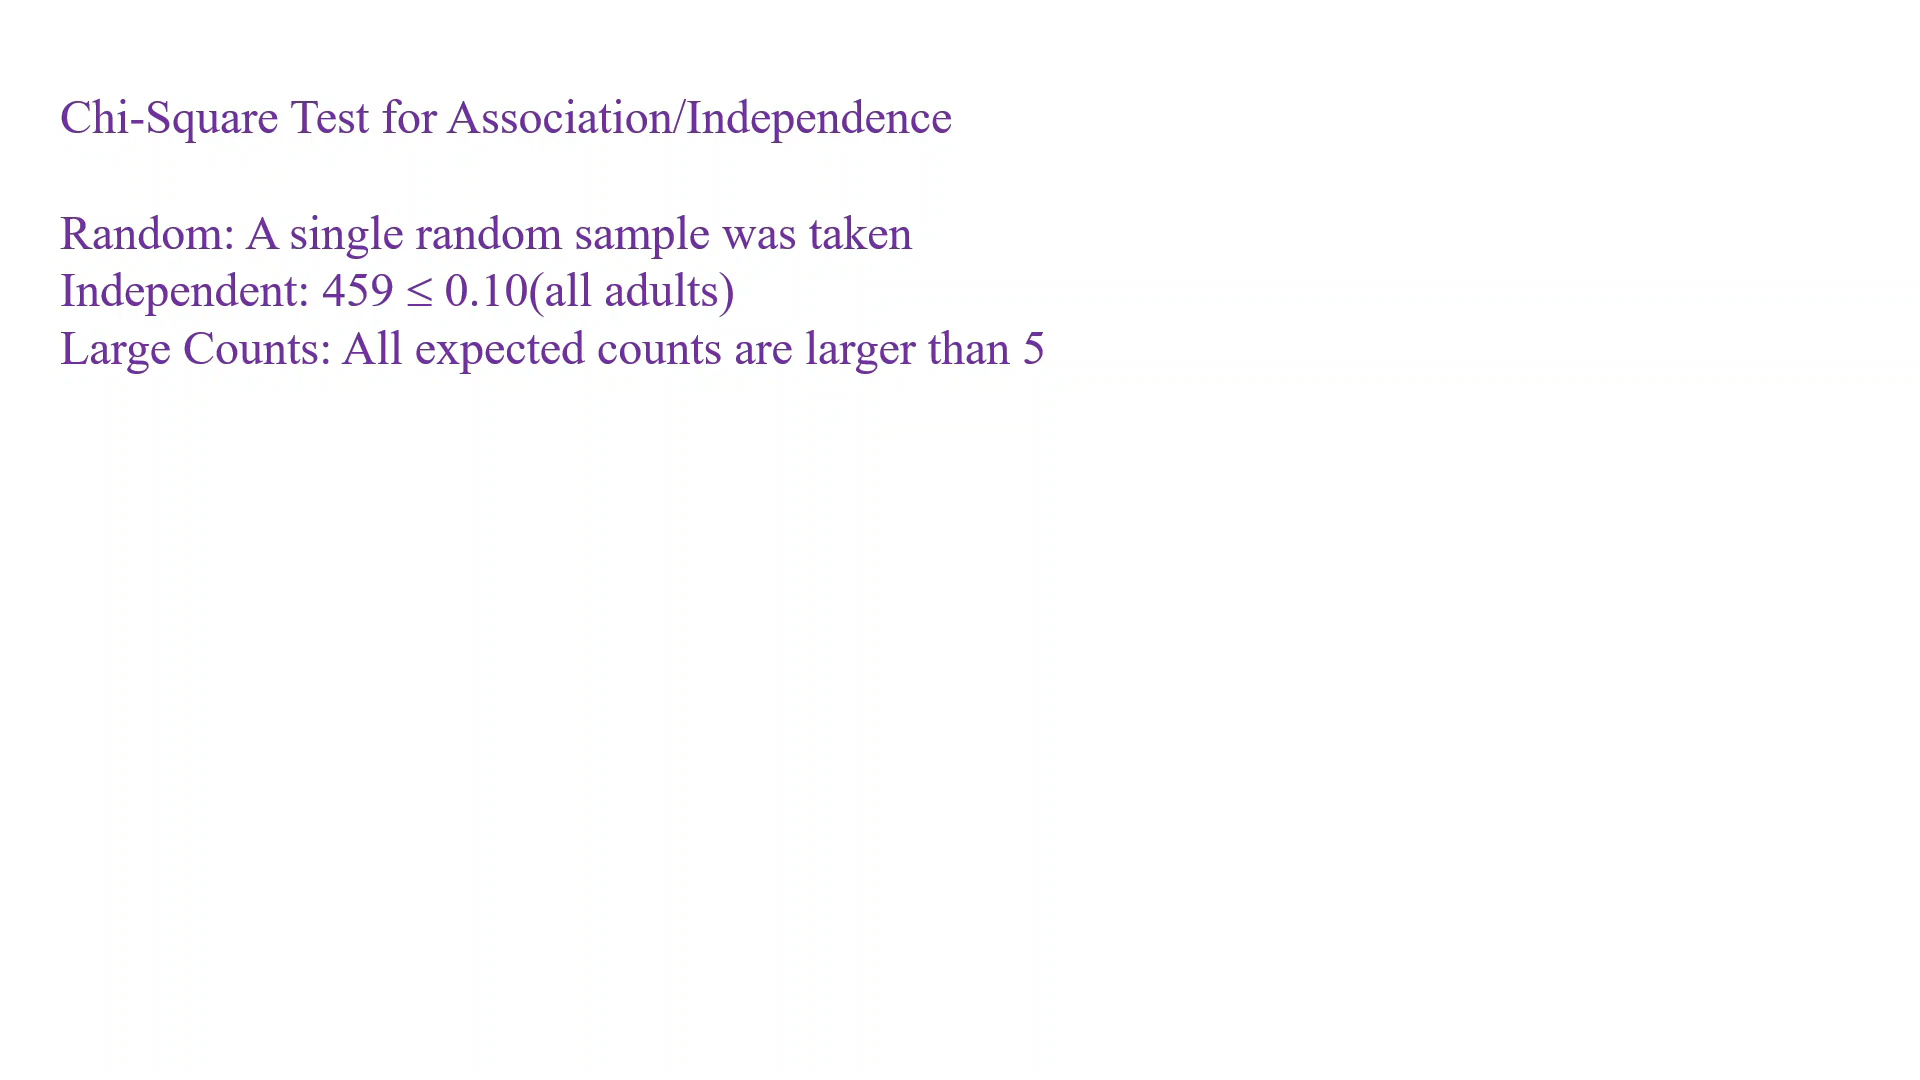 Chi-Square Test for Association/Independence
Random: A single random sample was taken
Independent: 459 ≤ 0.10(all adults)
Large Counts: All expected counts are larger than 5